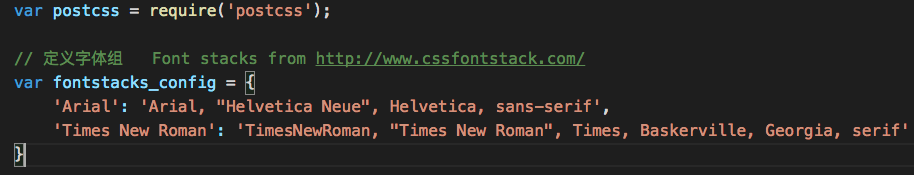 var postcss = require('postcss');
// 定义字体组   Font stacks from http://www.cssfontstack.com/
var fontstacks_config = {
    'Arial': 'Arial, "Helvetica Neue", Helvetica, sans-serif',
    'Times New Roman': 'TimesNewRoman, "Times New Roman", Times, Baskerville, Georgia, serif'
}